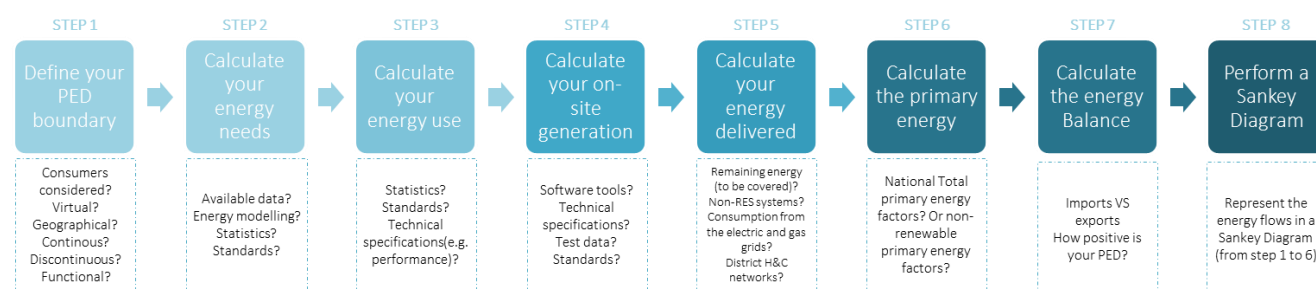 STEP 1
Define your
PED
boundary
Consumers
considered?
Virtual?
Geographical?
Continous?
Discontinuous?
Functional?
STEP 2
Calculate
your
energy
needs
Available data?
Energy modelling?
Statistics?
Standards?
STEP 3
Calculate
your
energy use
Statistics?
Standards?
Technical
specifications(e.g.
performance)?
STEP 4
Calculate
your on-
site
generation
Software tools?
Technical
specifications?
Test data?
Standards?
STEP 5
Calculate
your
energy
delivered
Remaining energy
(to be covered)?
Non-RES systems?
Consumption from
the electric and gas
grids?
District H&C
networks?
STEP 6
Calculate
the primary
energy
National Total
primary energy
factors? Or non-
renewable
primary energy
factors?
STEP 7
Calculate
the energy
Balance
Imports VS
exports
How positive is
your PED?
STEP 8
Perform a
Sankey
Diagram
Represent the
energy flows in a
Sankey Diagram
(from step 1 to 6)